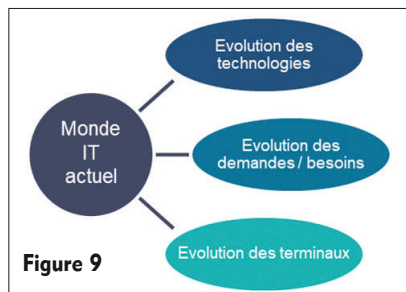 Evolution des
technologies
Monde
IT
actuel
Evolution des
demandes / besoins
Evolution des terminaux
Figure 9